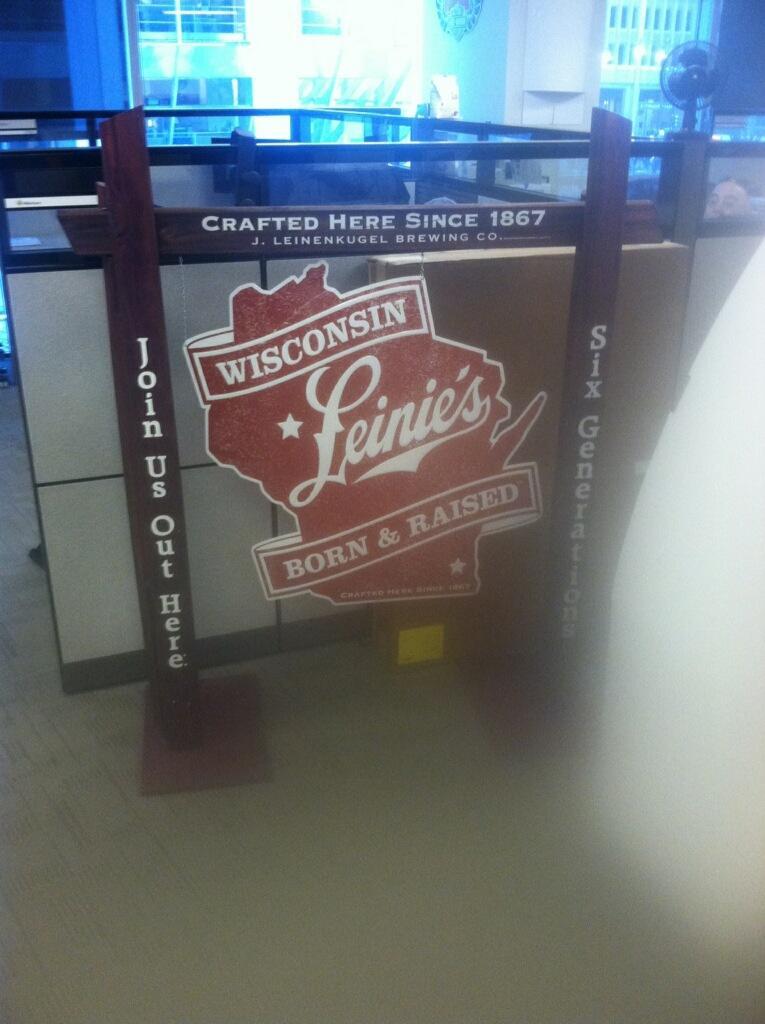 Crafted Here Since 1867
J. Leinenkugel Brewing Co.
Join Us Out Here.
Wisconsin
Leinie's
Born & Raised
Crafted Here Since 1867
Six Generations